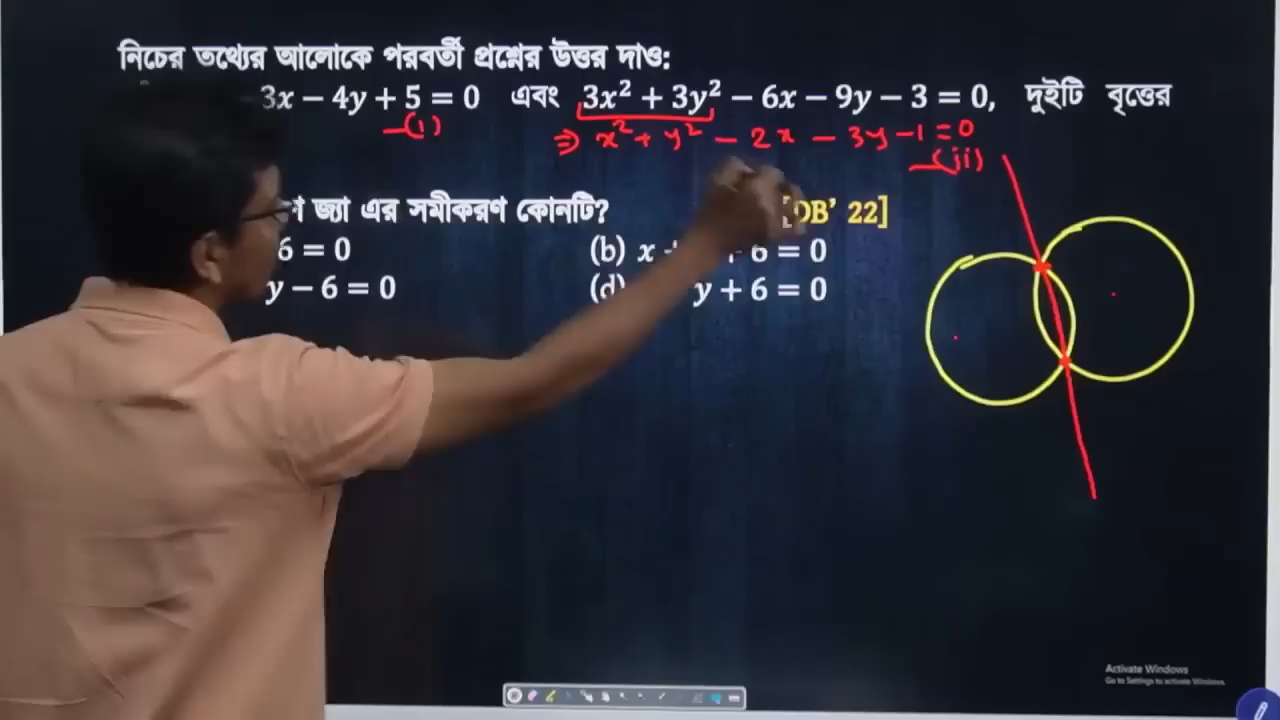 নিচের তথ্যের আলোকে পরবর্তী প্রশ্নের উত্তর দাও:
3x − 4y + 5 = 0 এবং 3x² + 3y² − 6x − 9y − 3 = 0, দুইটি বৃত্তের
—(i) ⇒ x² + y² − 2x − 3y − 1 = 0
—(ii)
জ্যা এর সমীকরণ কোনটি? [DB' 22]
6 = 0 (b) x + 6 = 0
y − 6 = 0 (d) y + 6 = 0
Activate Windows
Go to Settings to activate Windows.